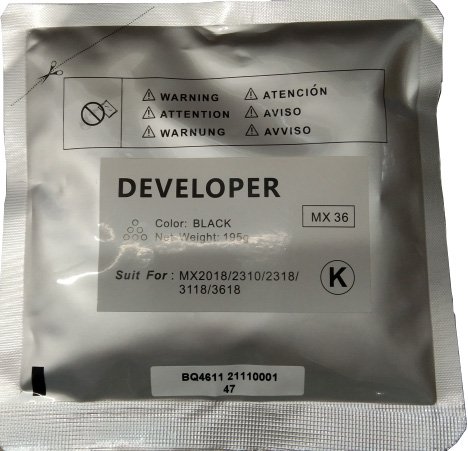 ⚠ WARNING ⚠ ATENCIÓN
⚠ ATTENTION ⚠ AVISO
⚠ WARNUNG ⚠ AVVISO
DEVELOPER
Color: BLACK MX 36
Net Weight: 195g
Suit For : MX2018/2310/2318/
3118/3618
K
BQ4611 21110001
47